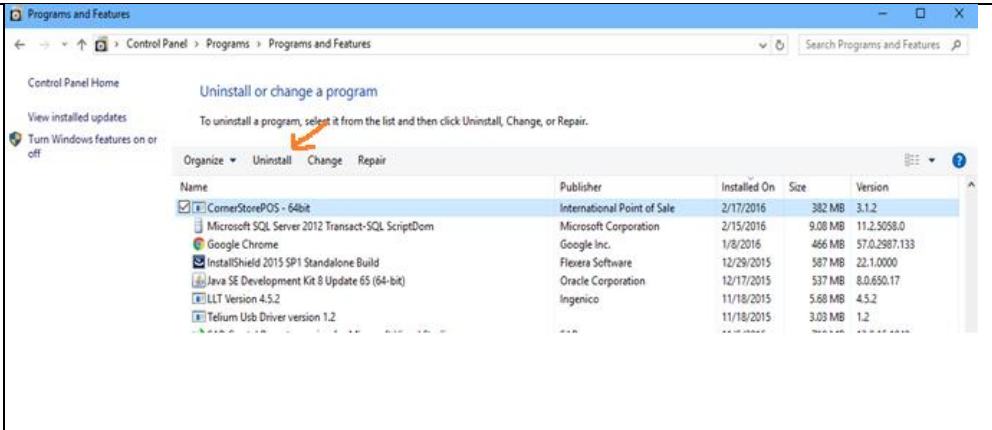 Programs and Features
Control Panel > Programs > Programs and Features
Search Programs and Features
Control Panel Home
View installed updates
Turn Windows features on or off
Uninstall or change a program
To uninstall a program, select it from the list and then click Uninstall, Change, or Repair.
Organize Uninstall Change Repair
Name Publisher Installed On Size Version
CornerStorePOS - 64bit International Point of Sale 2/17/2016 382 MB 3.1.2
Microsoft SQL Server 2012 Transact-SQL ScriptDom Microsoft Corporation 2/15/2016 9.08 MB 11.2.5058.0
Google Chrome Google Inc. 1/8/2016 466 MB 57.0.2987.133
InstallShield 2015 SP1 Standalone Build Flexera Software 12/29/2015 587 MB 22.1.0000
Java SE Development Kit 8 Update 65 (64-bit) Oracle Corporation 12/17/2015 537 MB 8.0.650.17
LLT Version 4.5.2 Ingenico 11/18/2015 5.68 MB 4.5.2
Telium Usb Driver version 1.2 11/18/2015 3.03 MB 1.2